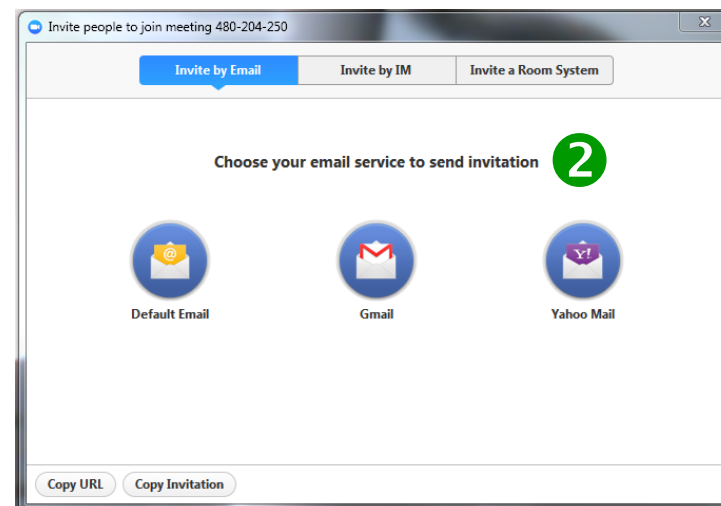 Invite people to join meeting 480-204-250
X
Invite by Email Invite by IM Invite a Room System
Choose your email service to send invitation 2
@ Y!
Default Email Gmail Yahoo Mail
Copy URL Copy Invitation